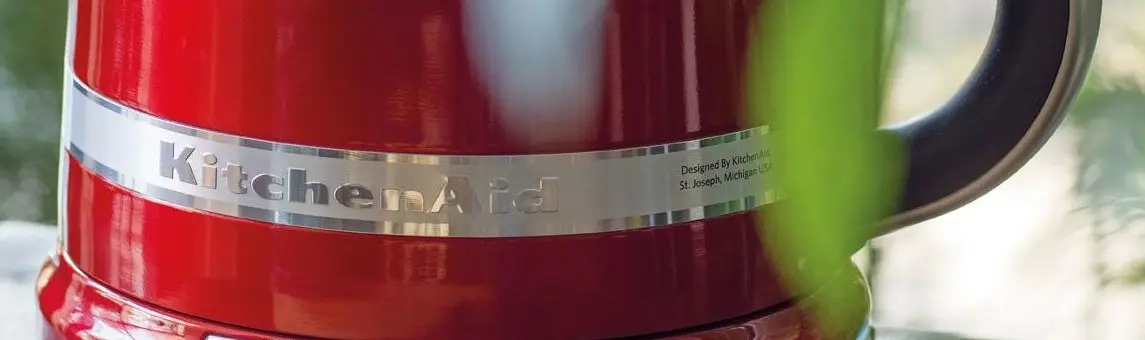 KitchenAid
Designed By KitchenAid
St. Joseph, Michigan USA